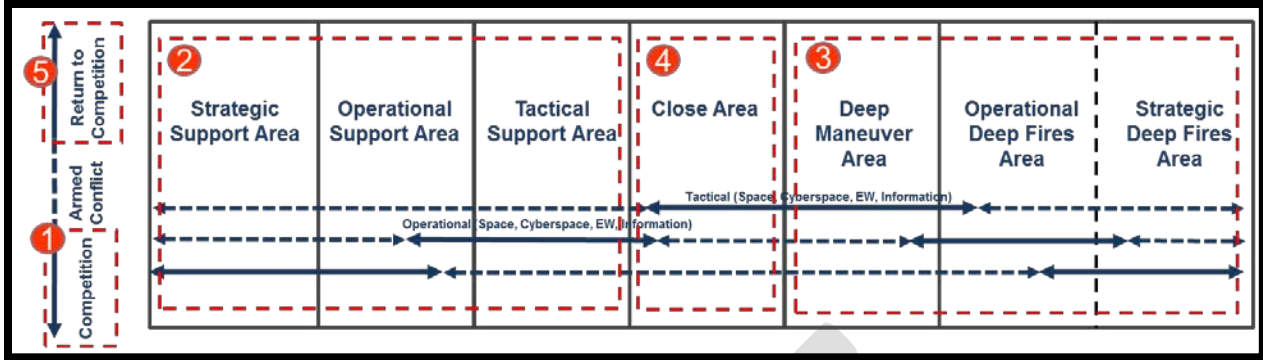 5
Return to
Competition
Armed
Conflict
1
Competition
2
Strategic
Support Area
Operational
Support Area
Tactical
Support Area
4
Close Area
3
Deep
Maneuver
Area
Operational
Deep Fires
Area
Strategic
Deep Fires
Area
Tactical (Space, Cyberspace, EW, Information)
Operational (Space, Cyberspace, EW, Information)